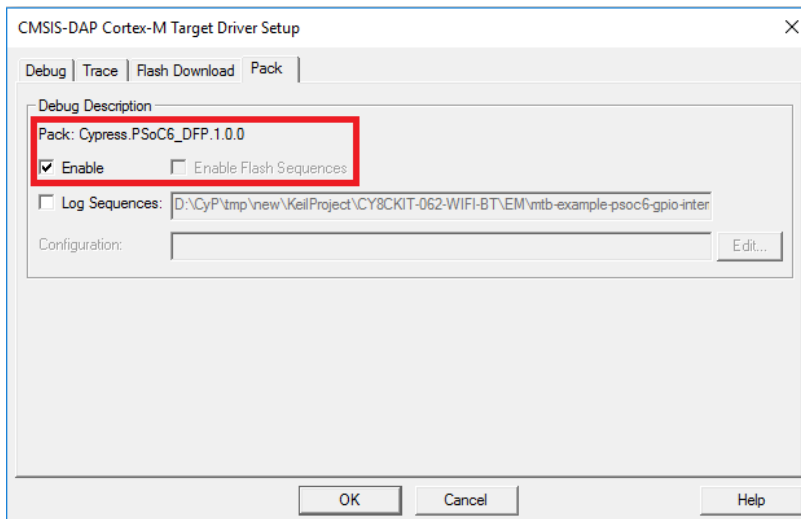 CMSIS-DAP Cortex-M Target Driver Setup
Debug Trace Flash Download Pack
Debug Description
Pack: Cypress.PSoC6_DFP.1.0.0
Enable Enable Flash Sequences
Log Sequences: D:\CyP\tmp\new\KeilProject\CY8CKIT-062-WIFI-BT\EM\mtb-example-psoc6-gpio-inter
Configuration: Edit...
OK Cancel Help